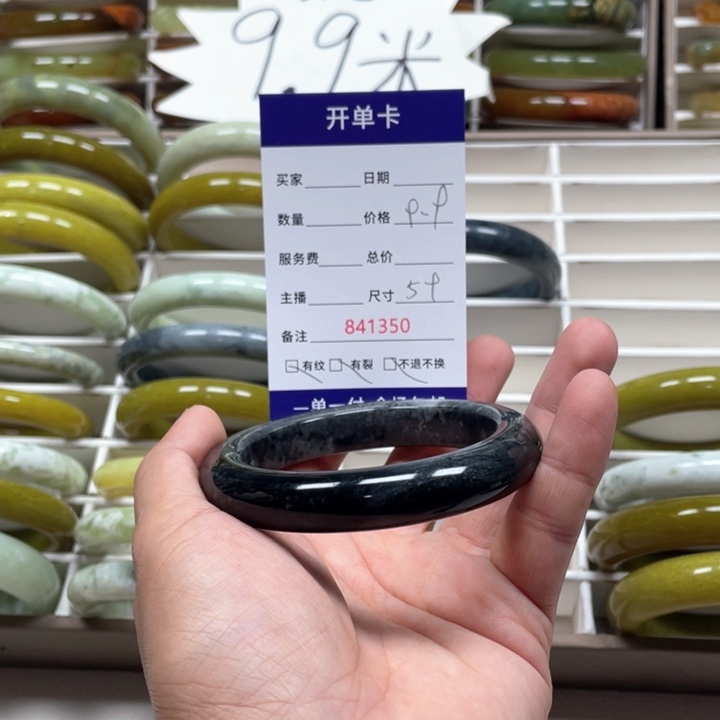 9.9米
开单卡
买家 日期
数量 价格 9.9
服务费 总价
主播 尺寸 59
备注 841350
有纹 有裂 不退不换